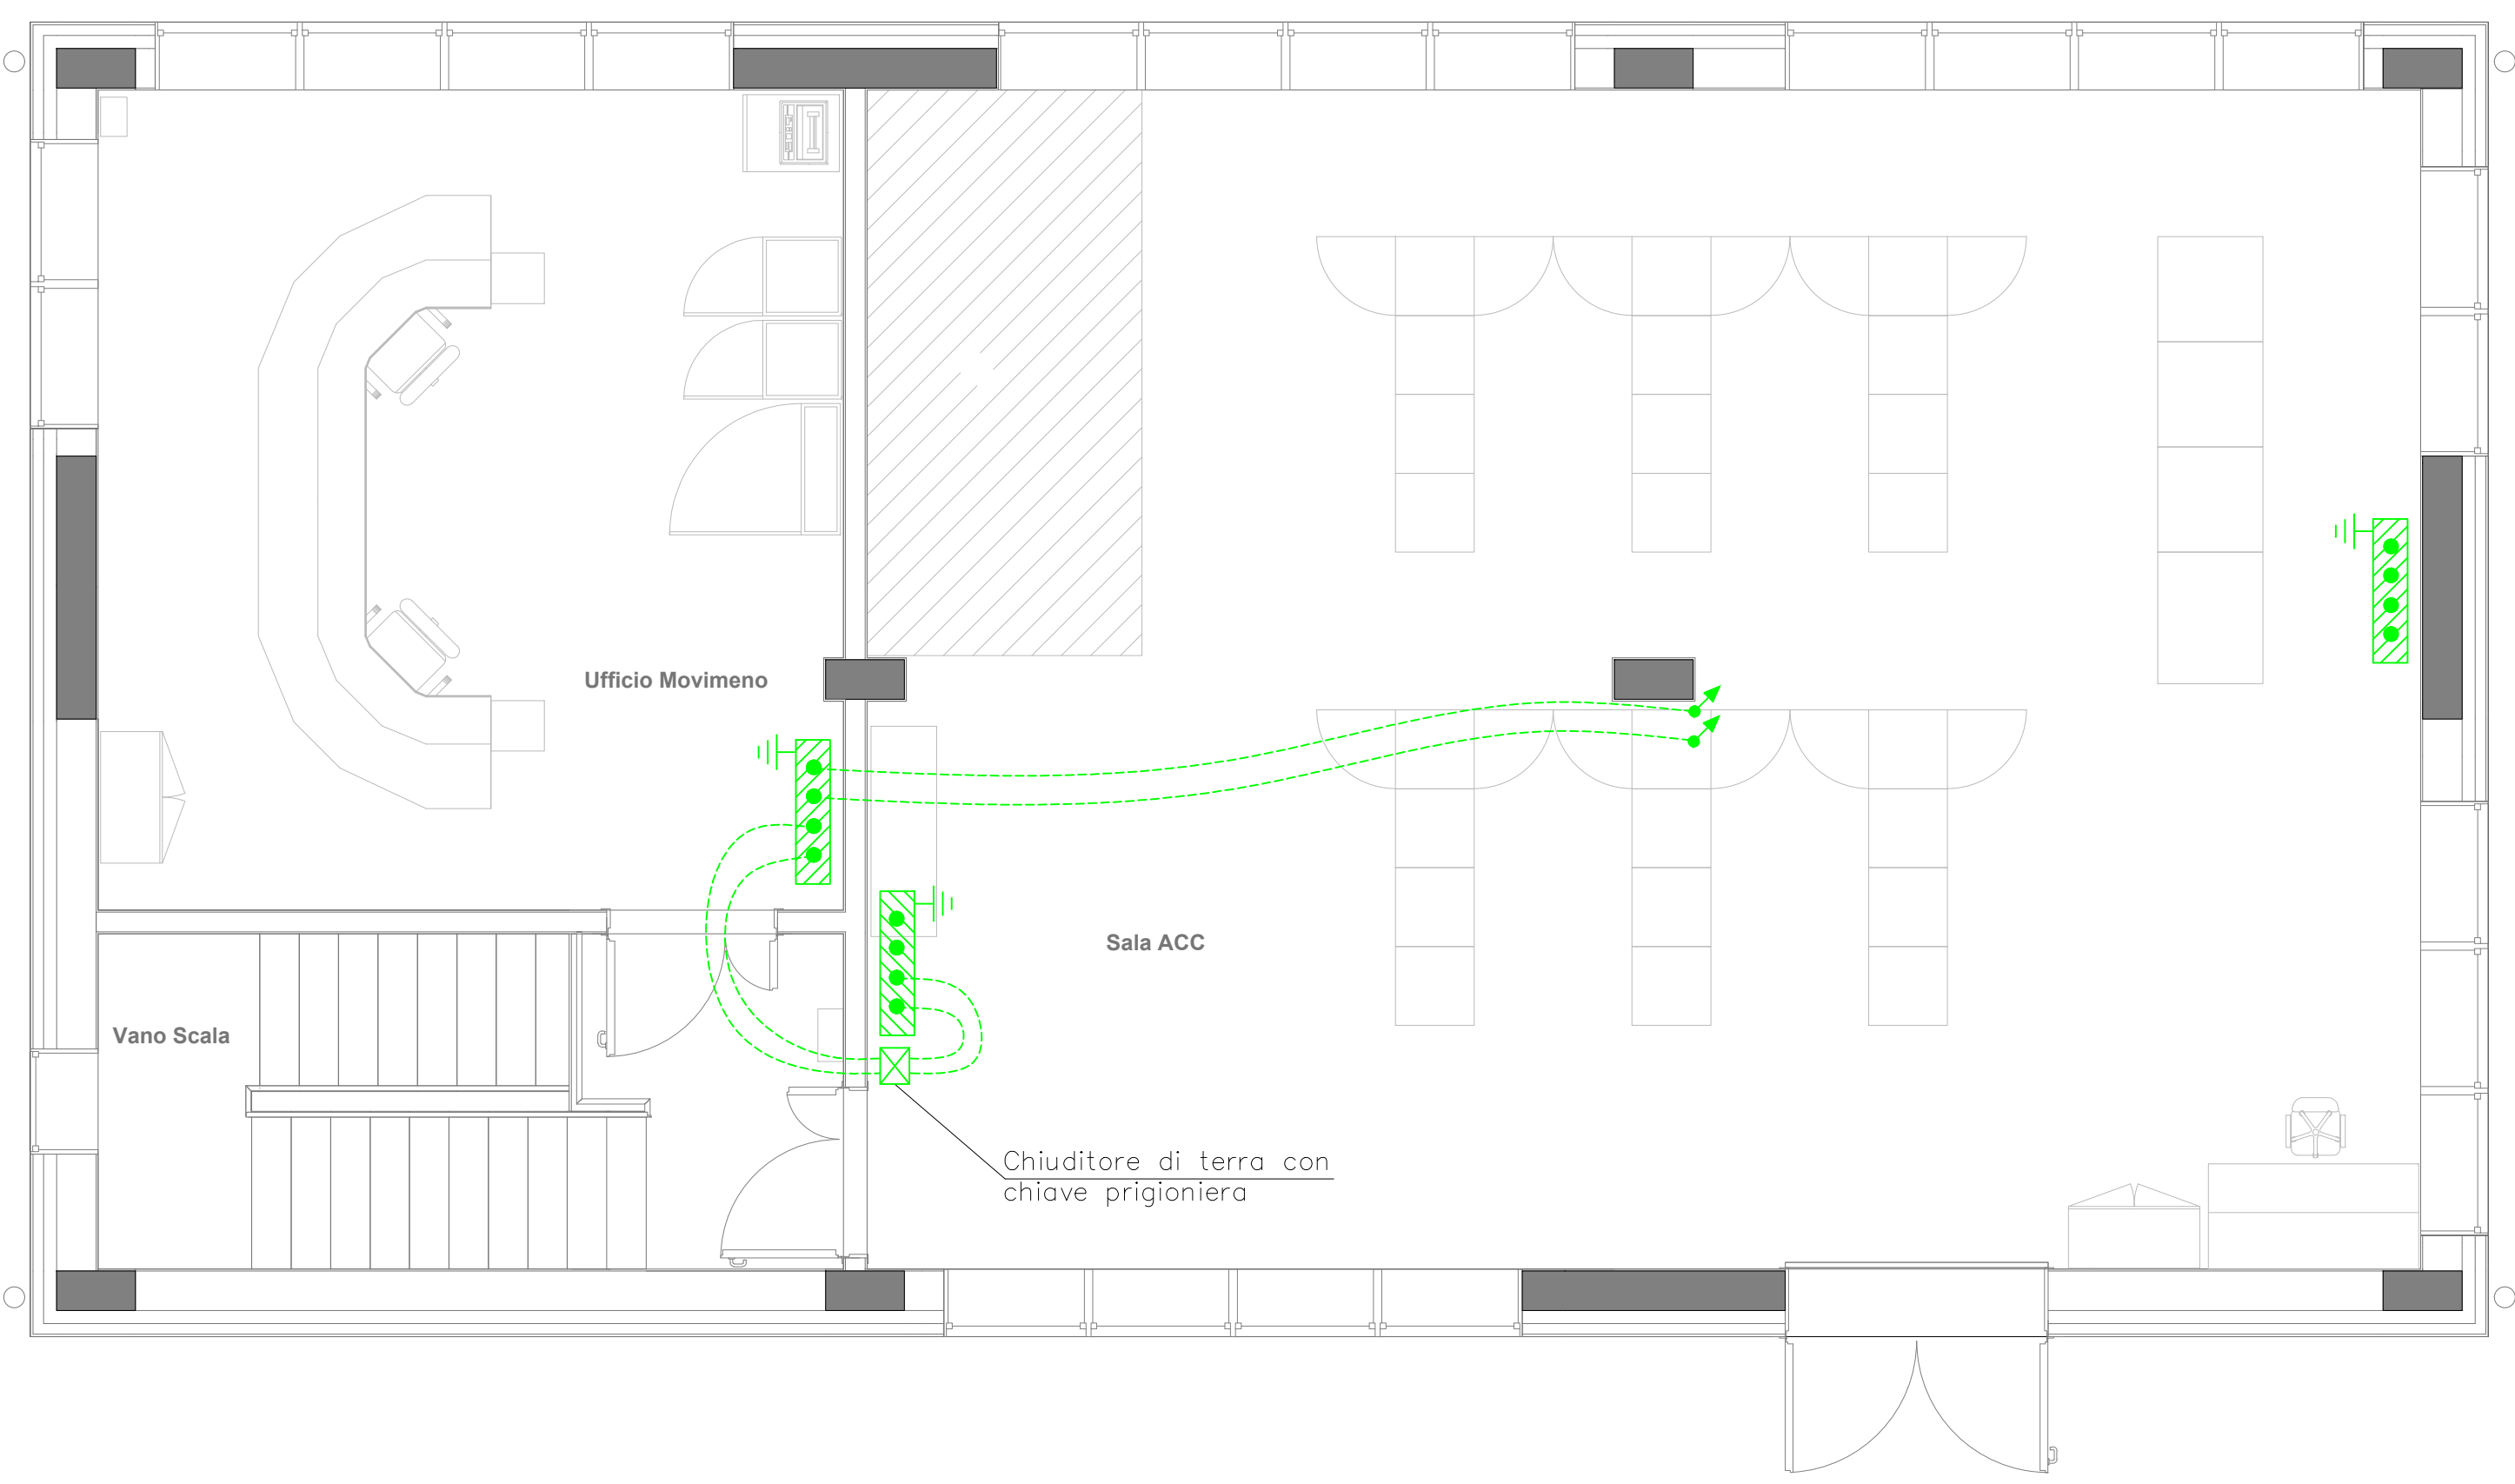 Ufficio Movimeno
Sala ACC
Vano Scala
Chiuditore di terra con
chiave prigioniera